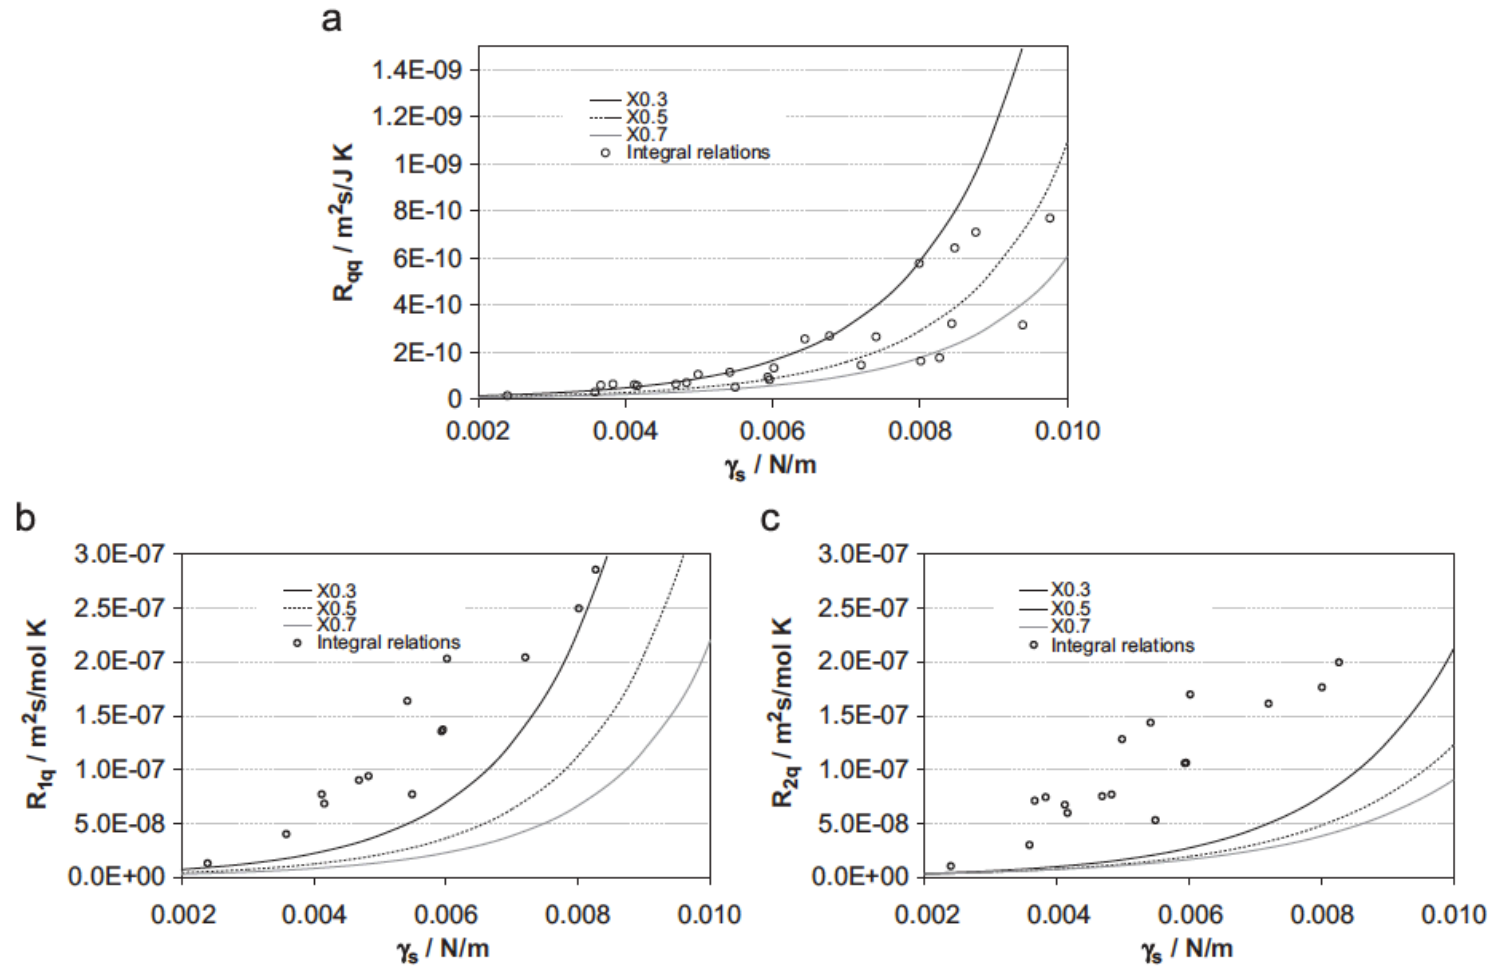 a
1.4E-09
1.2E-09
1E-09
8E-10
6E-10
4E-10
2E-10
0
R_qq / m²s/J K
X0.3
X0.5
X0.7
Integral relations
0.002 0.004 0.006 0.008 0.010
γ_s / N/m
b
3.0E-07
2.5E-07
2.0E-07
1.5E-07
1.0E-07
5.0E-08
0.0E+00
R_1q / m²s/mol K
X0.3
X0.5
X0.7
Integral relations
0.002 0.004 0.006 0.008 0.010
γ_s / N/m
c
3.0E-07
2.5E-07
2.0E-07
1.5E-07
1.0E-07
5.0E-08
0.0E+00
R_2q / m²s/mol K
X0.3
X0.5
X0.7
Integral relations
0.002 0.004 0.006 0.008 0.010
γ_s / N/m